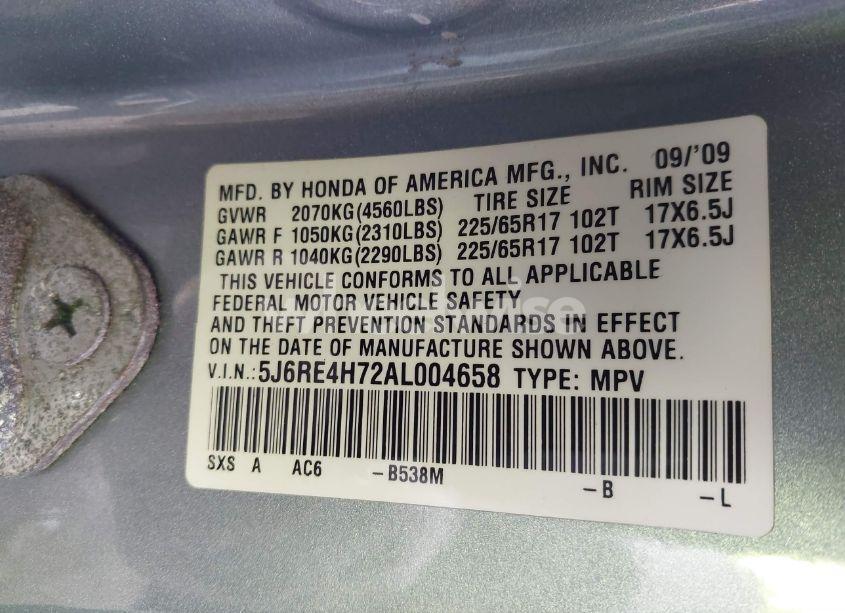 MFD. BY HONDA OF AMERICA MFG., INC. 09/'09
GVWR 2070KG(4560LBS) TIRE SIZE RIM SIZE
GAWR F 1050KG(2310LBS) 225/65R17 102T 17X6.5J
GAWR R 1040KG(2290LBS) 225/65R17 102T 17X6.5J
THIS VEHICLE CONFORMS TO ALL APPLICABLE
FEDERAL MOTOR VEHICLE SAFETY
AND THEFT PREVENTION STANDARDS IN EFFECT
ON THE DATE OF MANUFACTURE SHOWN ABOVE.
V.I.N.:5J6RE4H72AL004658 TYPE: MPV
SXS A AC6 -B538M -B -L